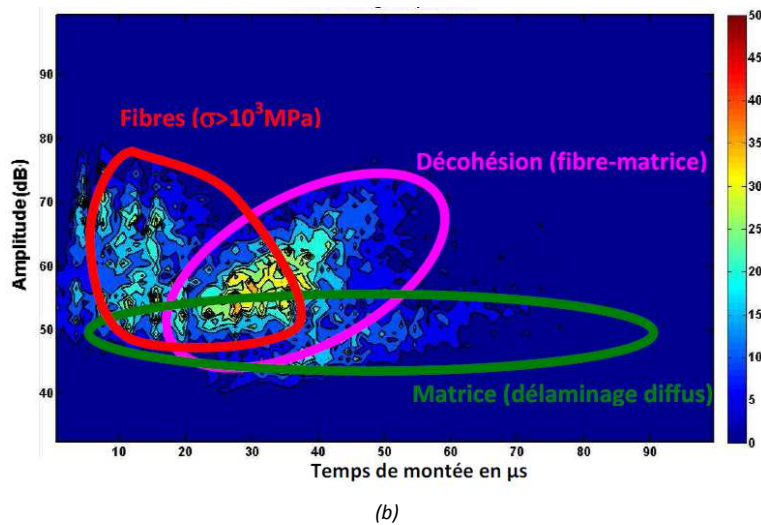 50
45
40
35
30
25
20
15
10
5
0
Fibres (σ>10³MPa)
Décohésion (fibre-matrice)
Matrice (délaminage diffus)
Amplitude(dB)
90
80
70
60
50
40
10 20 30 40 50 60 70 80 90
Temps de montée en µs
(b)